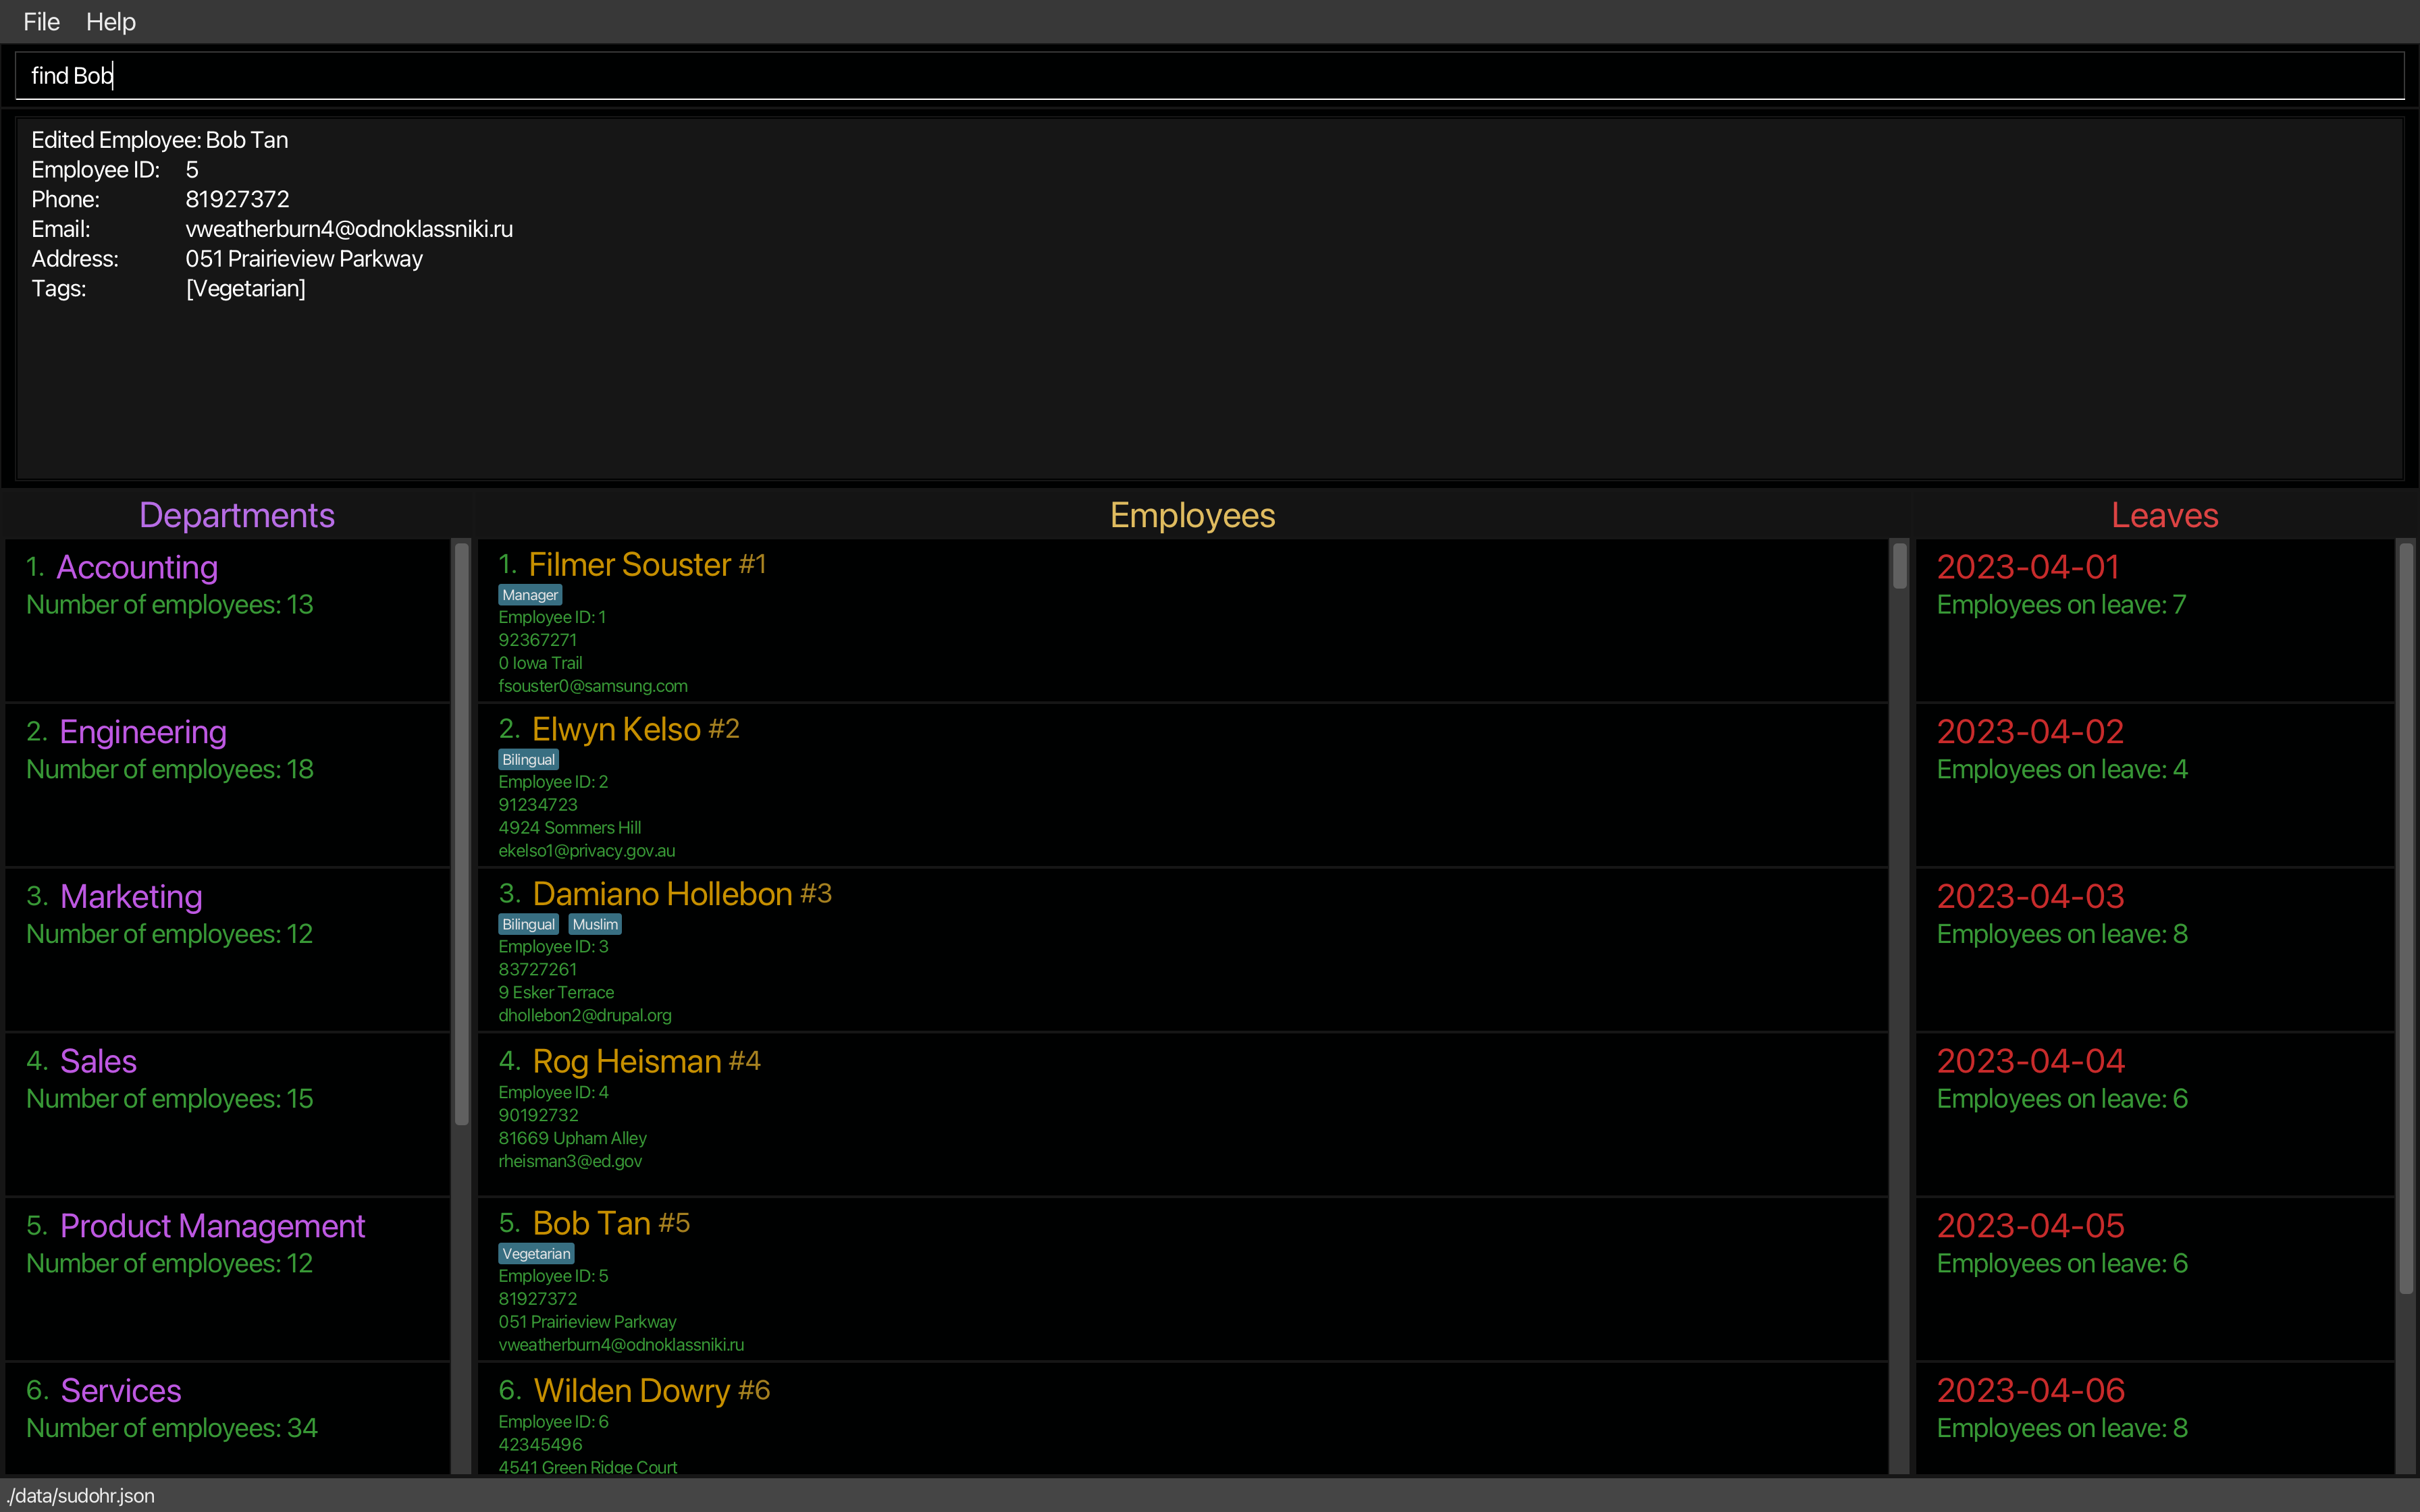 File Help
find Bob
Edited Employee: Bob Tan
Employee ID: 5
Phone: 81927372
Email: vweatherburn4@odnoklassniki.ru
Address: 051 Prairieview Parkway
Tags: [Vegetarian]
Departments
1. Accounting
Number of employees: 13
2. Engineering
Number of employees: 18
3. Marketing
Number of employees: 12
4. Sales
Number of employees: 15
5. Product Management
Number of employees: 12
6. Services
Number of employees: 34
Employees
1. Filmer Souster #1
Manager
Employee ID: 1
92367271
0 Iowa Trail
fsouster0@samsung.com
2. Elwyn Kelso #2
Bilingual
Employee ID: 2
91234723
4924 Sommers Hill
ekelso1@privacy.gov.au
3. Damiano Hollebon #3
Bilingual Muslim
Employee ID: 3
83727261
9 Esker Terrace
dhollebon2@drupal.org
4. Rog Heisman #4
Employee ID: 4
90192732
81669 Upham Alley
rheisman3@ed.gov
5. Bob Tan #5
Vegetarian
Employee ID: 5
81927372
051 Prairieview Parkway
vweatherburn4@odnoklassniki.ru
6. Wilden Dowry #6
Employee ID: 6
42345496
4541 Green Ridge Court
Leaves
2023-04-01
Employees on leave: 7
2023-04-02
Employees on leave: 4
2023-04-03
Employees on leave: 8
2023-04-04
Employees on leave: 6
2023-04-05
Employees on leave: 6
2023-04-06
Employees on leave: 8
./data/sudohr.json